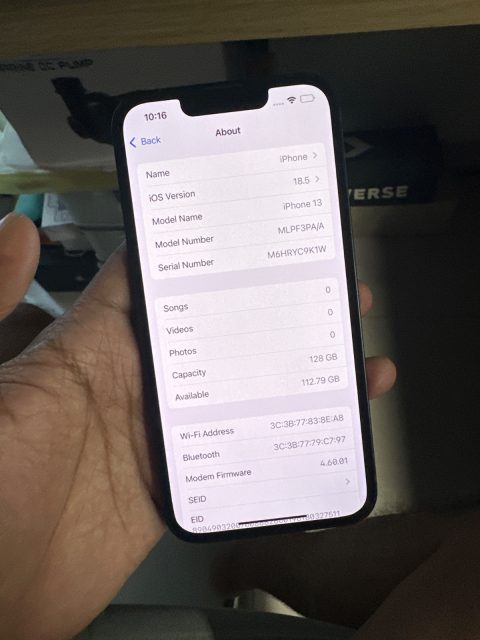 10:16
Back
About
Name iPhone
iOS Version 18.5
Model Name iPhone 13
Model Number MLPF3PA/A
Serial Number M6HRYC9K1W
Songs 0
Videos 0
Photos 0
Capacity 128 GB
Available 112.79 GB
Wi-Fi Address 3C:3B:77:83:8E:A8
Bluetooth 3C:3B:77:79:C7:97
Modem Firmware 4.60.01
SEID
EID
VERSE
DC PUMP